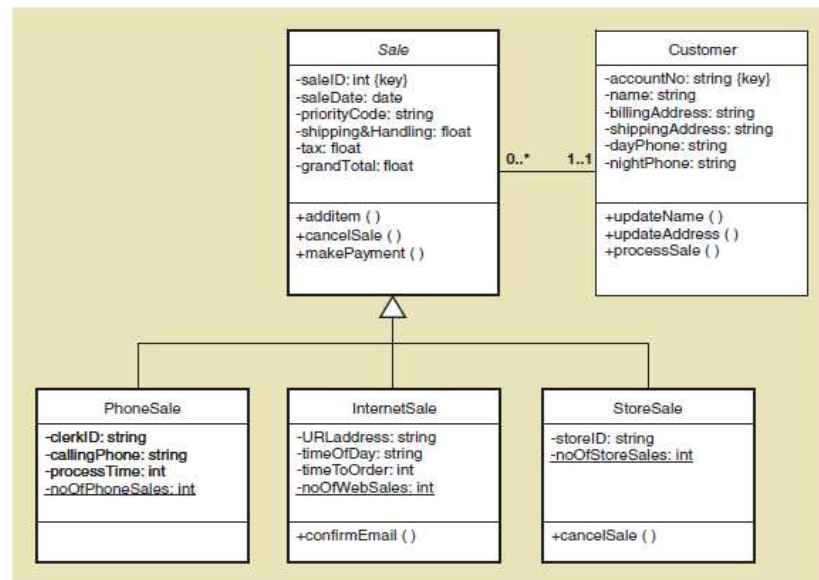 Sale
-saleID: int {key}
-saleDate: date
-priorityCode: string
-shipping&Handling: float
-tax: float
-grandTotal: float
+additem ( )
+cancelSale ( )
+makePayment ( )
0..*
1..1
Customer
-accountNo: string {key}
-name: string
-billingAddress: string
-shippingAddress: string
-dayPhone: string
-nightPhone: string
+updateName ( )
+updateAddress ( )
+processSale ( )
PhoneSale
-clerkID: string
-callingPhone: string
-processTime: int
-noOfPhoneSales: int
InternetSale
-URLaddress: string
-timeOfDay: string
-timeToOrder: int
-noOfWebSales: int
+confirmEmail ( )
StoreSale
-storeID: string
-noOfStoreSales: int
+cancelSale ( )